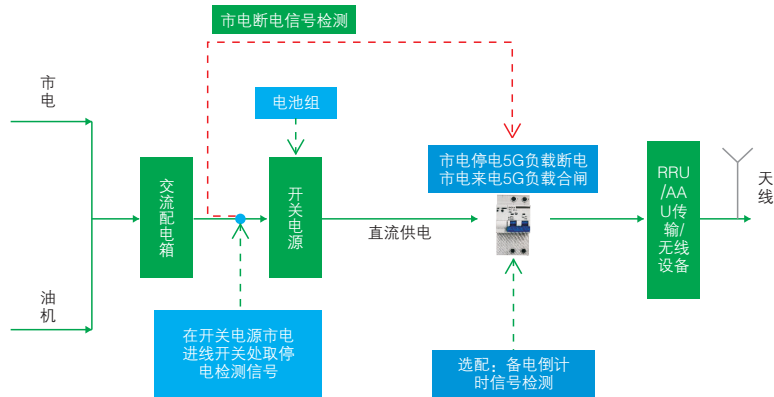 市电断电信号检测
市
电
电池组
市电停电5G负载断电
市电来电5G负载合闸
交流配电箱
开关电源
直流供电
RRU
/AA
U传
输/
无线
设备
天
线
油
机
在开关电源市电
进线开关处取停
电检测信号
选配：备电倒计
时信号检测